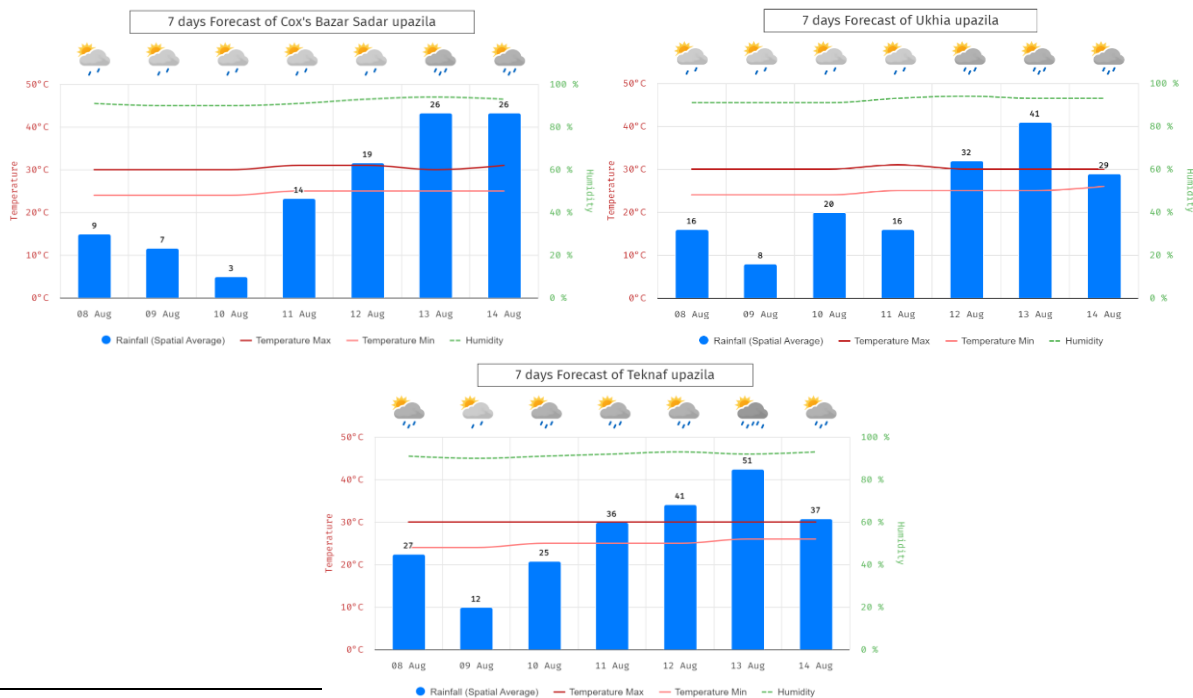 7 days Forecast of Cox's Bazar Sadar upazila
50°C 100 %
40°C 80 %
30°C 60 %
20°C 40 %
10°C 20 %
0°C 0 %
Temperature
Humidity
9 7 3 14 19 26 26
08 Aug 09 Aug 10 Aug 11 Aug 12 Aug 13 Aug 14 Aug
Rainfall (Spatial Average) Temperature Max Temperature Min Humidity
7 days Forecast of Ukhia upazila
50°C 100 %
40°C 80 %
30°C 60 %
20°C 40 %
10°C 20 %
0°C 0 %
Temperature
Humidity
16 8 20 16 32 41 29
08 Aug 09 Aug 10 Aug 11 Aug 12 Aug 13 Aug 14 Aug
Rainfall (Spatial Average) Temperature Max Temperature Min Humidity
7 days Forecast of Teknaf upazila
50°C 100 %
40°C 80 %
30°C 60 %
20°C 40 %
10°C 20 %
0°C 0 %
Temperature
Humidity
27 12 25 36 41 51 37
08 Aug 09 Aug 10 Aug 11 Aug 12 Aug 13 Aug 14 Aug
Rainfall (Spatial Average) Temperature Max Temperature Min Humidity